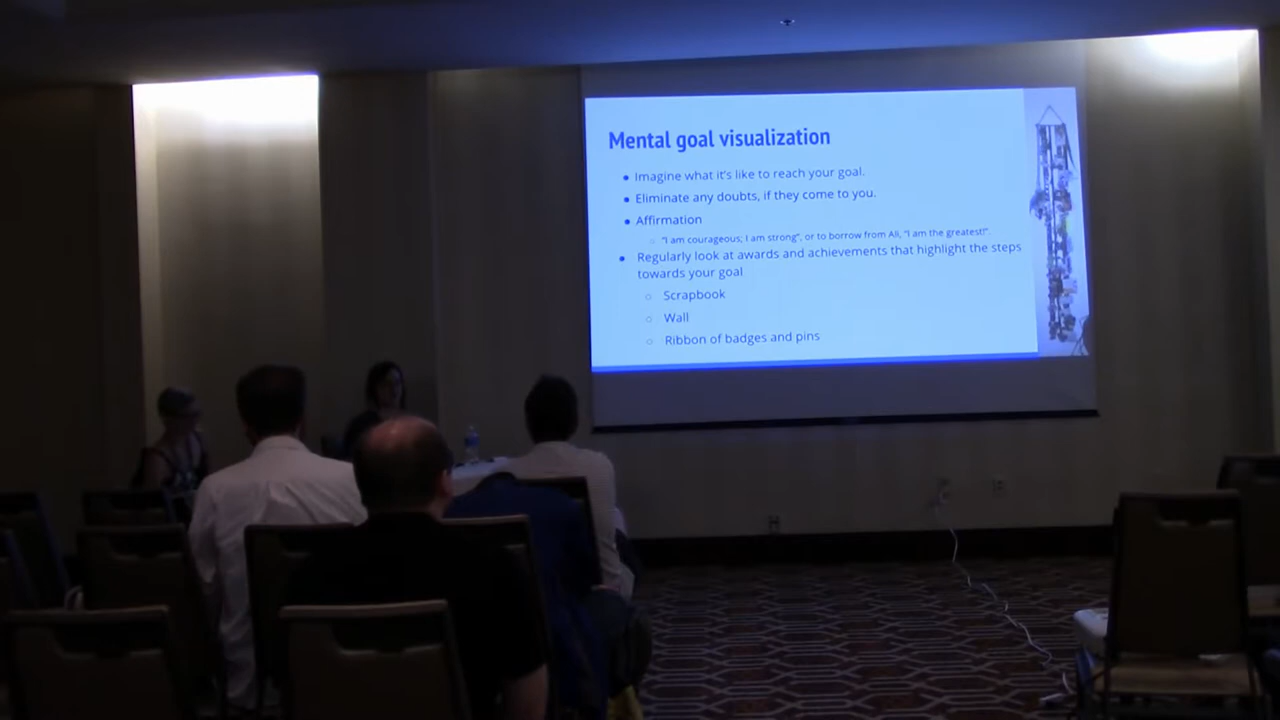 Mental goal visualization
Imagine what it's like to reach your goal.
Eliminate any doubts, if they come to you.
Affirmation
"I am courageous; I am strong", or to borrow from Ali, "I am the greatest!".
Regularly look at awards and achievements that highlight the steps
towards your goal
Scrapbook
Wall
Ribbon of badges and pins